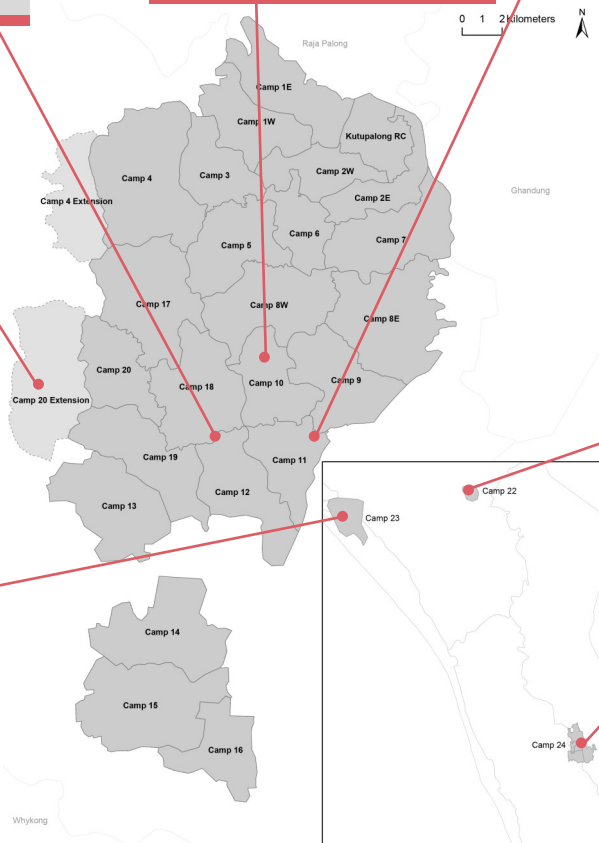 0 1 2 Kilometers
N
Raja Palong
Camp 1E
Camp 1W
Kutupalong RC
Camp 4
Camp 3
Camp 2W
Ghandung
Camp 4 Extension
Camp 2E
Camp 6
Camp 5
Camp 7
Camp 17
Camp 8W
Camp 8E
Camp 20
Camp 18
Camp 10
Camp 9
Camp 20 Extension
Camp 19
Camp 11
Camp 12
Camp 22
Camp 13
Camp 23
Camp 14
Camp 15
Camp 16
Camp 24
Whykong